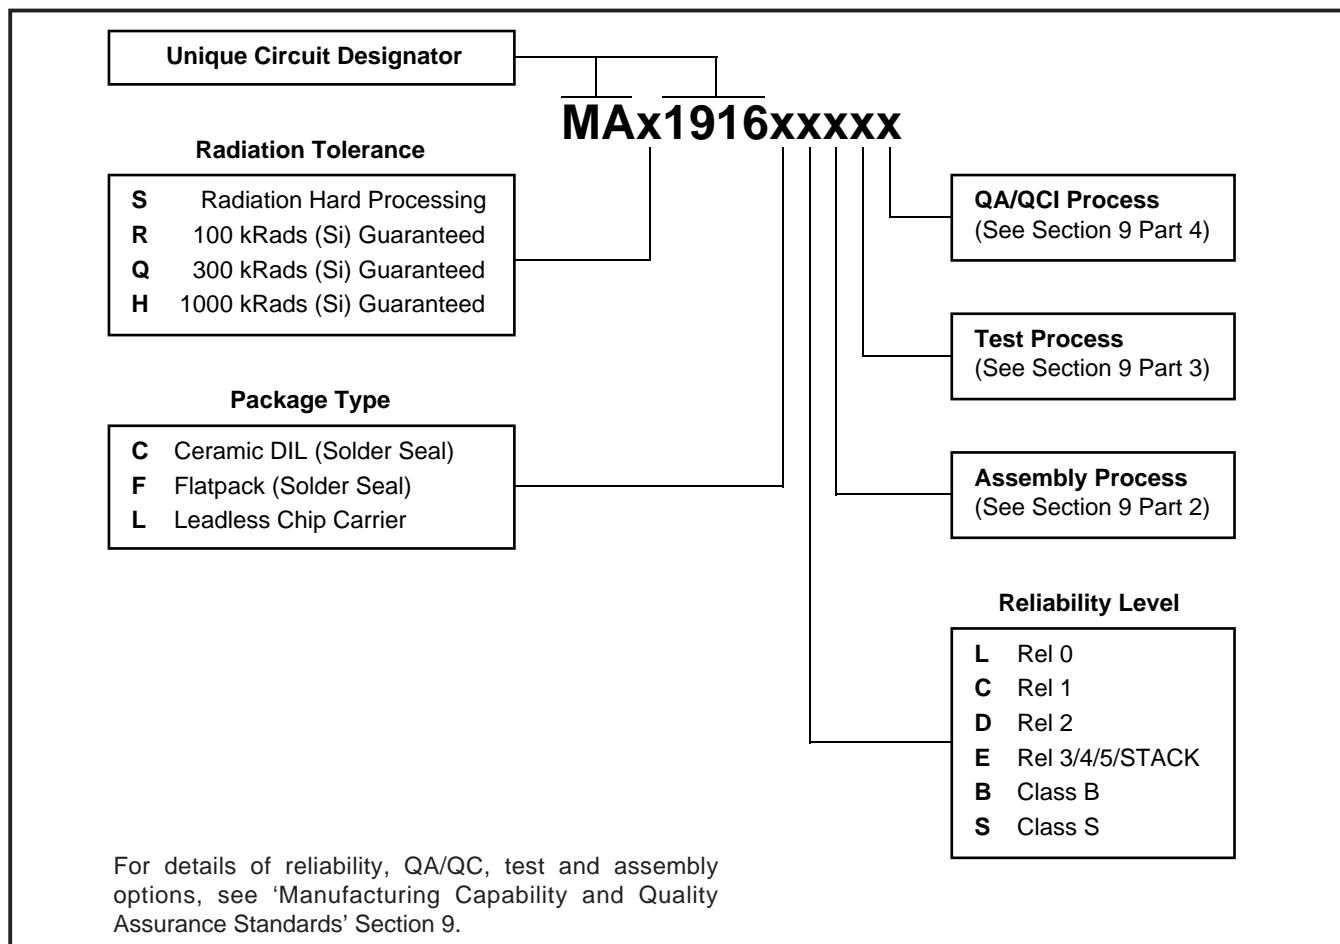 Unique Circuit Designator
MAx1916xxxxx
Radiation Tolerance
S Radiation Hard Processing
R 100 kRads (Si) Guaranteed
Q 300 kRads (Si) Guaranteed
H 1000 kRads (Si) Guaranteed
Package Type
C Ceramic DIL (Solder Seal)
F Flatpack (Solder Seal)
L Leadless Chip Carrier
QA/QCI Process
(See Section 9 Part 4)
Test Process
(See Section 9 Part 3)
Assembly Process
(See Section 9 Part 2)
Reliability Level
L Rel 0
C Rel 1
D Rel 2
E Rel 3/4/5/STACK
B Class B
S Class S
For details of reliability, QA/QC, test and assembly
options, see ‘Manufacturing Capability and Quality
Assurance Standards’ Section 9.